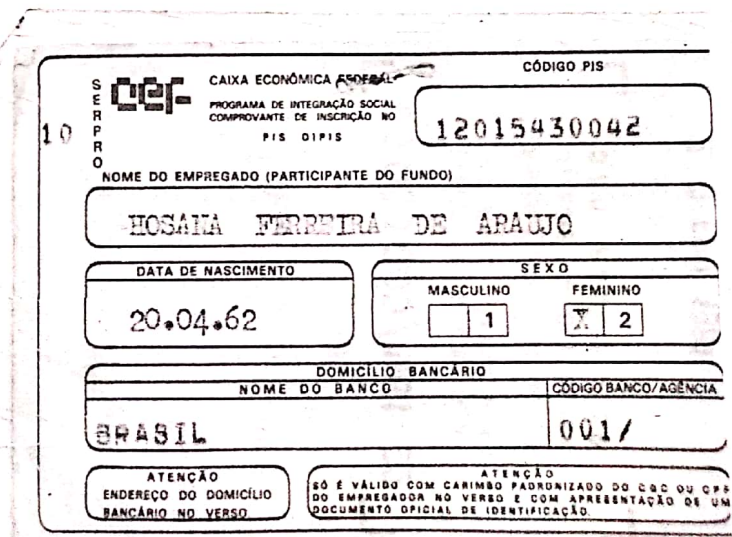 SERPRO
10
CEF
CAIXA ECONÔMICA FEDERAL
PROGRAMA DE INTEGRAÇÃO SOCIAL
COMPROVANTE DE INSCRIÇÃO NO
PIS DIPIS
CÓDIGO PIS
12015430042
NOME DO EMPREGADO (PARTICIPANTE DO FUNDO)
HOSANA FERREIRA DE ARAUJO
DATA DE NASCIMENTO
20.04.62
SEXO
MASCULINO FEMININO
1 X 2
DOMICÍLIO BANCÁRIO
NOME DO BANCO CÓDIGO BANCO/AGÊNCIA
BRASIL 001/
ATENÇÃO
ENDEREÇO DO DOMICÍLIO
BANCÁRIO NO VERSO
ATENÇÃO
SÓ É VÁLIDO COM CARIMBO PADRONIZADO DO CGC OU CPF
DO EMPREGADOR NO VERSO E COM APRESENTAÇÃO DE UM
DOCUMENTO OFICIAL DE IDENTIFICAÇÃO.